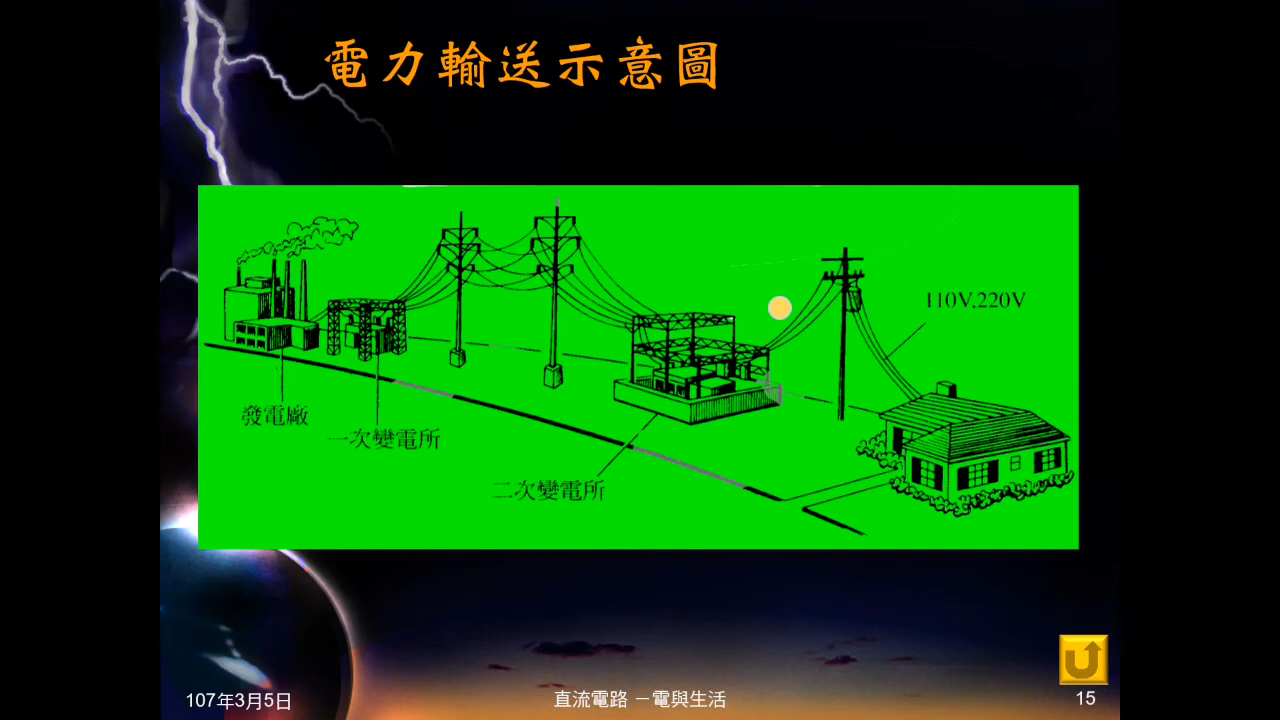 電力輸送示意圖
110V,220V
發電廠
一次變電所
二次變電所
107年3月5日
直流電路 －電與生活
15